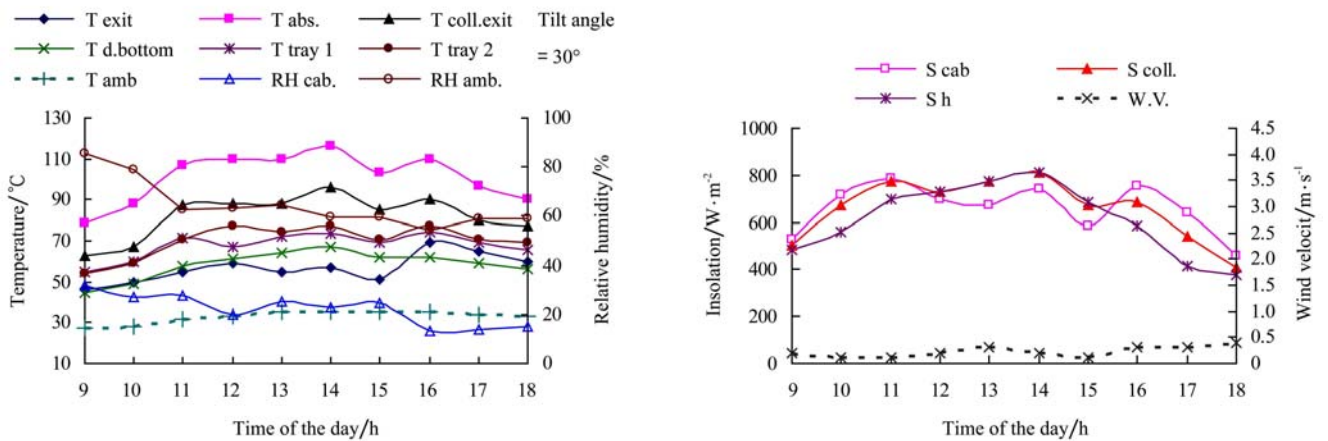 T exit T abs. T coll.exit Tilt angle
T d.bottom T tray 1 T tray 2 = 30°
T amb RH cab. RH amb.
Temperature/°C
130
110
90
70
50
30
10
100
80
60
40
20
0
Relative humidity/%
9 10 11 12 13 14 15 16 17 18
Time of the day/h
S cab S coll.
S h W.V.
Insolation/W·m-2
1000
800
600
400
200
0
4.5
4.0
3.5
3.0
2.5
2.0
1.5
1.0
0.5
0
Wind velocit/m·s-1
9 10 11 12 13 14 15 16 17 18
Time of the day/h